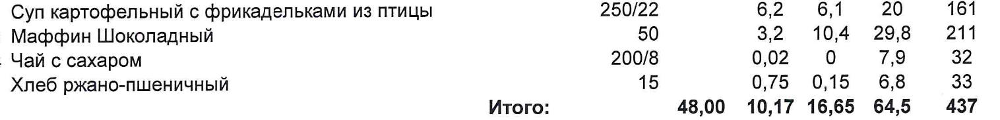 Суп картофельный с фрикадельками из птицы 250/22 6,2 6,1 20 161
Маффин Шоколадный 50 3,2 10,4 29,8 211
Чай с сахаром 200/8 0,02 0 7,9 32
Хлеб ржано-пшеничный 15 0,75 0,15 6,8 33
Итого: 48,00 10,17 16,65 64,5 437